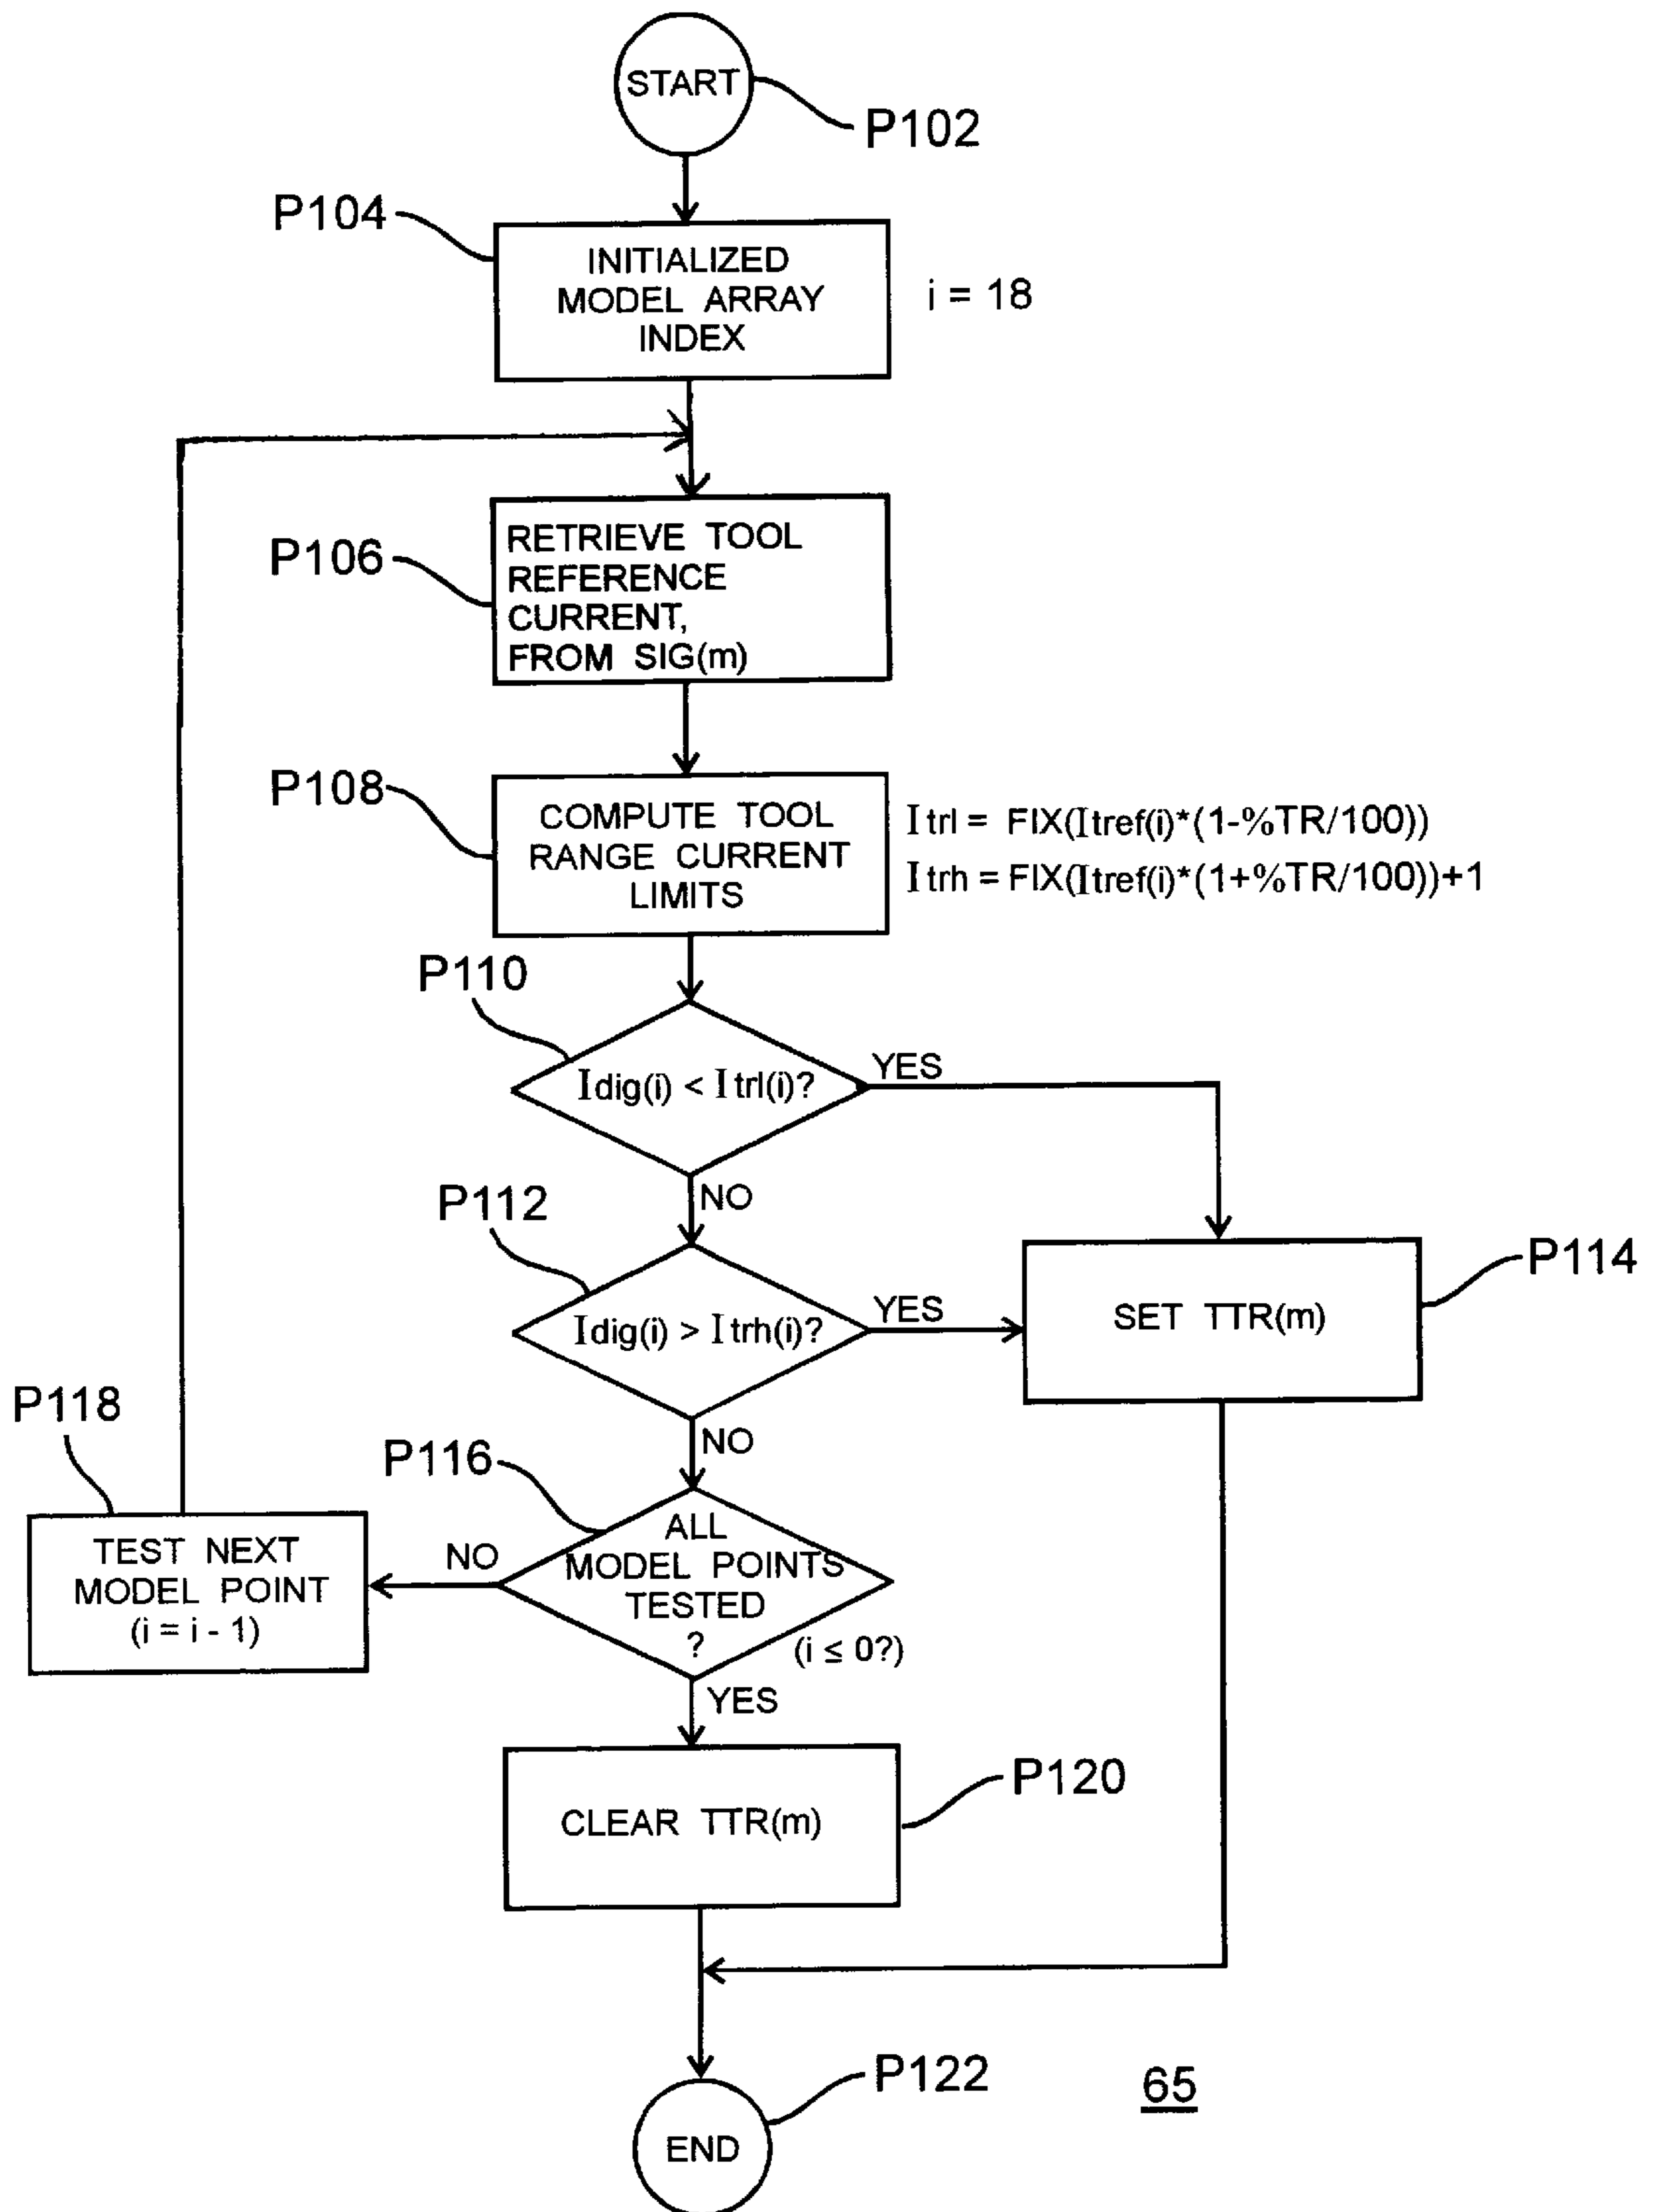 START
P102
P104
INITIALIZED
MODEL ARRAY
INDEX
i = 18
P106
RETRIEVE TOOL
REFERENCE
CURRENT,
FROM SIG(m)
P108
COMPUTE TOOL
RANGE CURRENT
LIMITS
Itrl = FIX(Itref(i)*(1-%TR/100))
Itrh = FIX(Itref(i)*(1+%TR/100))+1
P110
Idig(i) < Itrl(i)?
YES
NO
P112
Idig(i) > Itrh(i)?
YES
P114
SET TTR(m)
NO
P118
P116
ALL
MODEL POINTS
TESTED
?
(i ≤ 0?)
NO
TEST NEXT
MODEL POINT
(i = i - 1)
YES
P120
CLEAR TTR(m)
P122
END
65